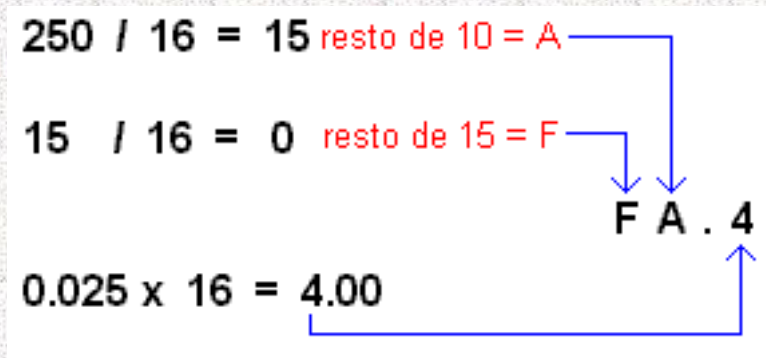 250 / 16 = 15 resto de 10 = A
15 / 16 = 0 resto de 15 = F
F A . 4
0.025 x 16 = 4.00